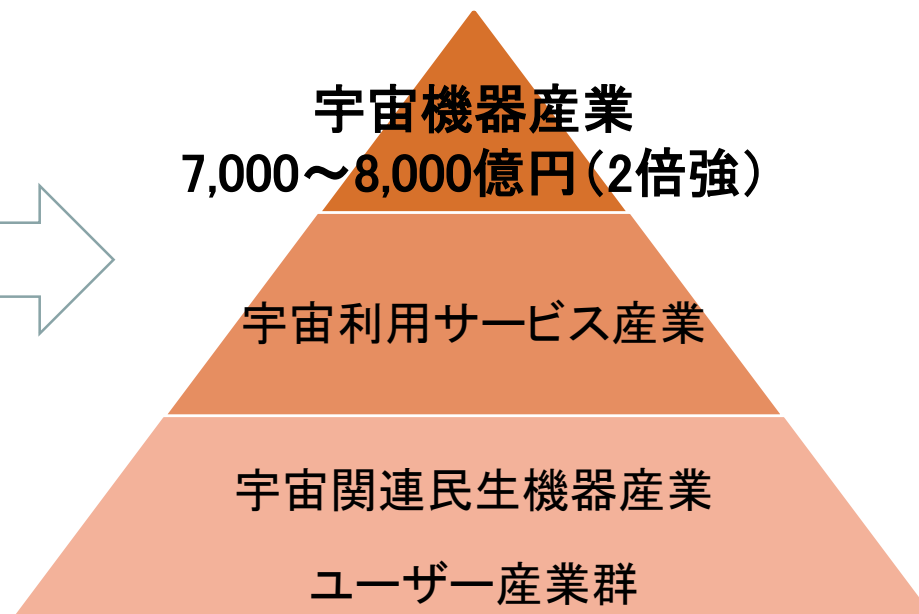 宇宙機器産業
7,000～8,000億円（2倍強）
宇宙利用サービス産業
宇宙関連民生機器産業
ユーザー産業群